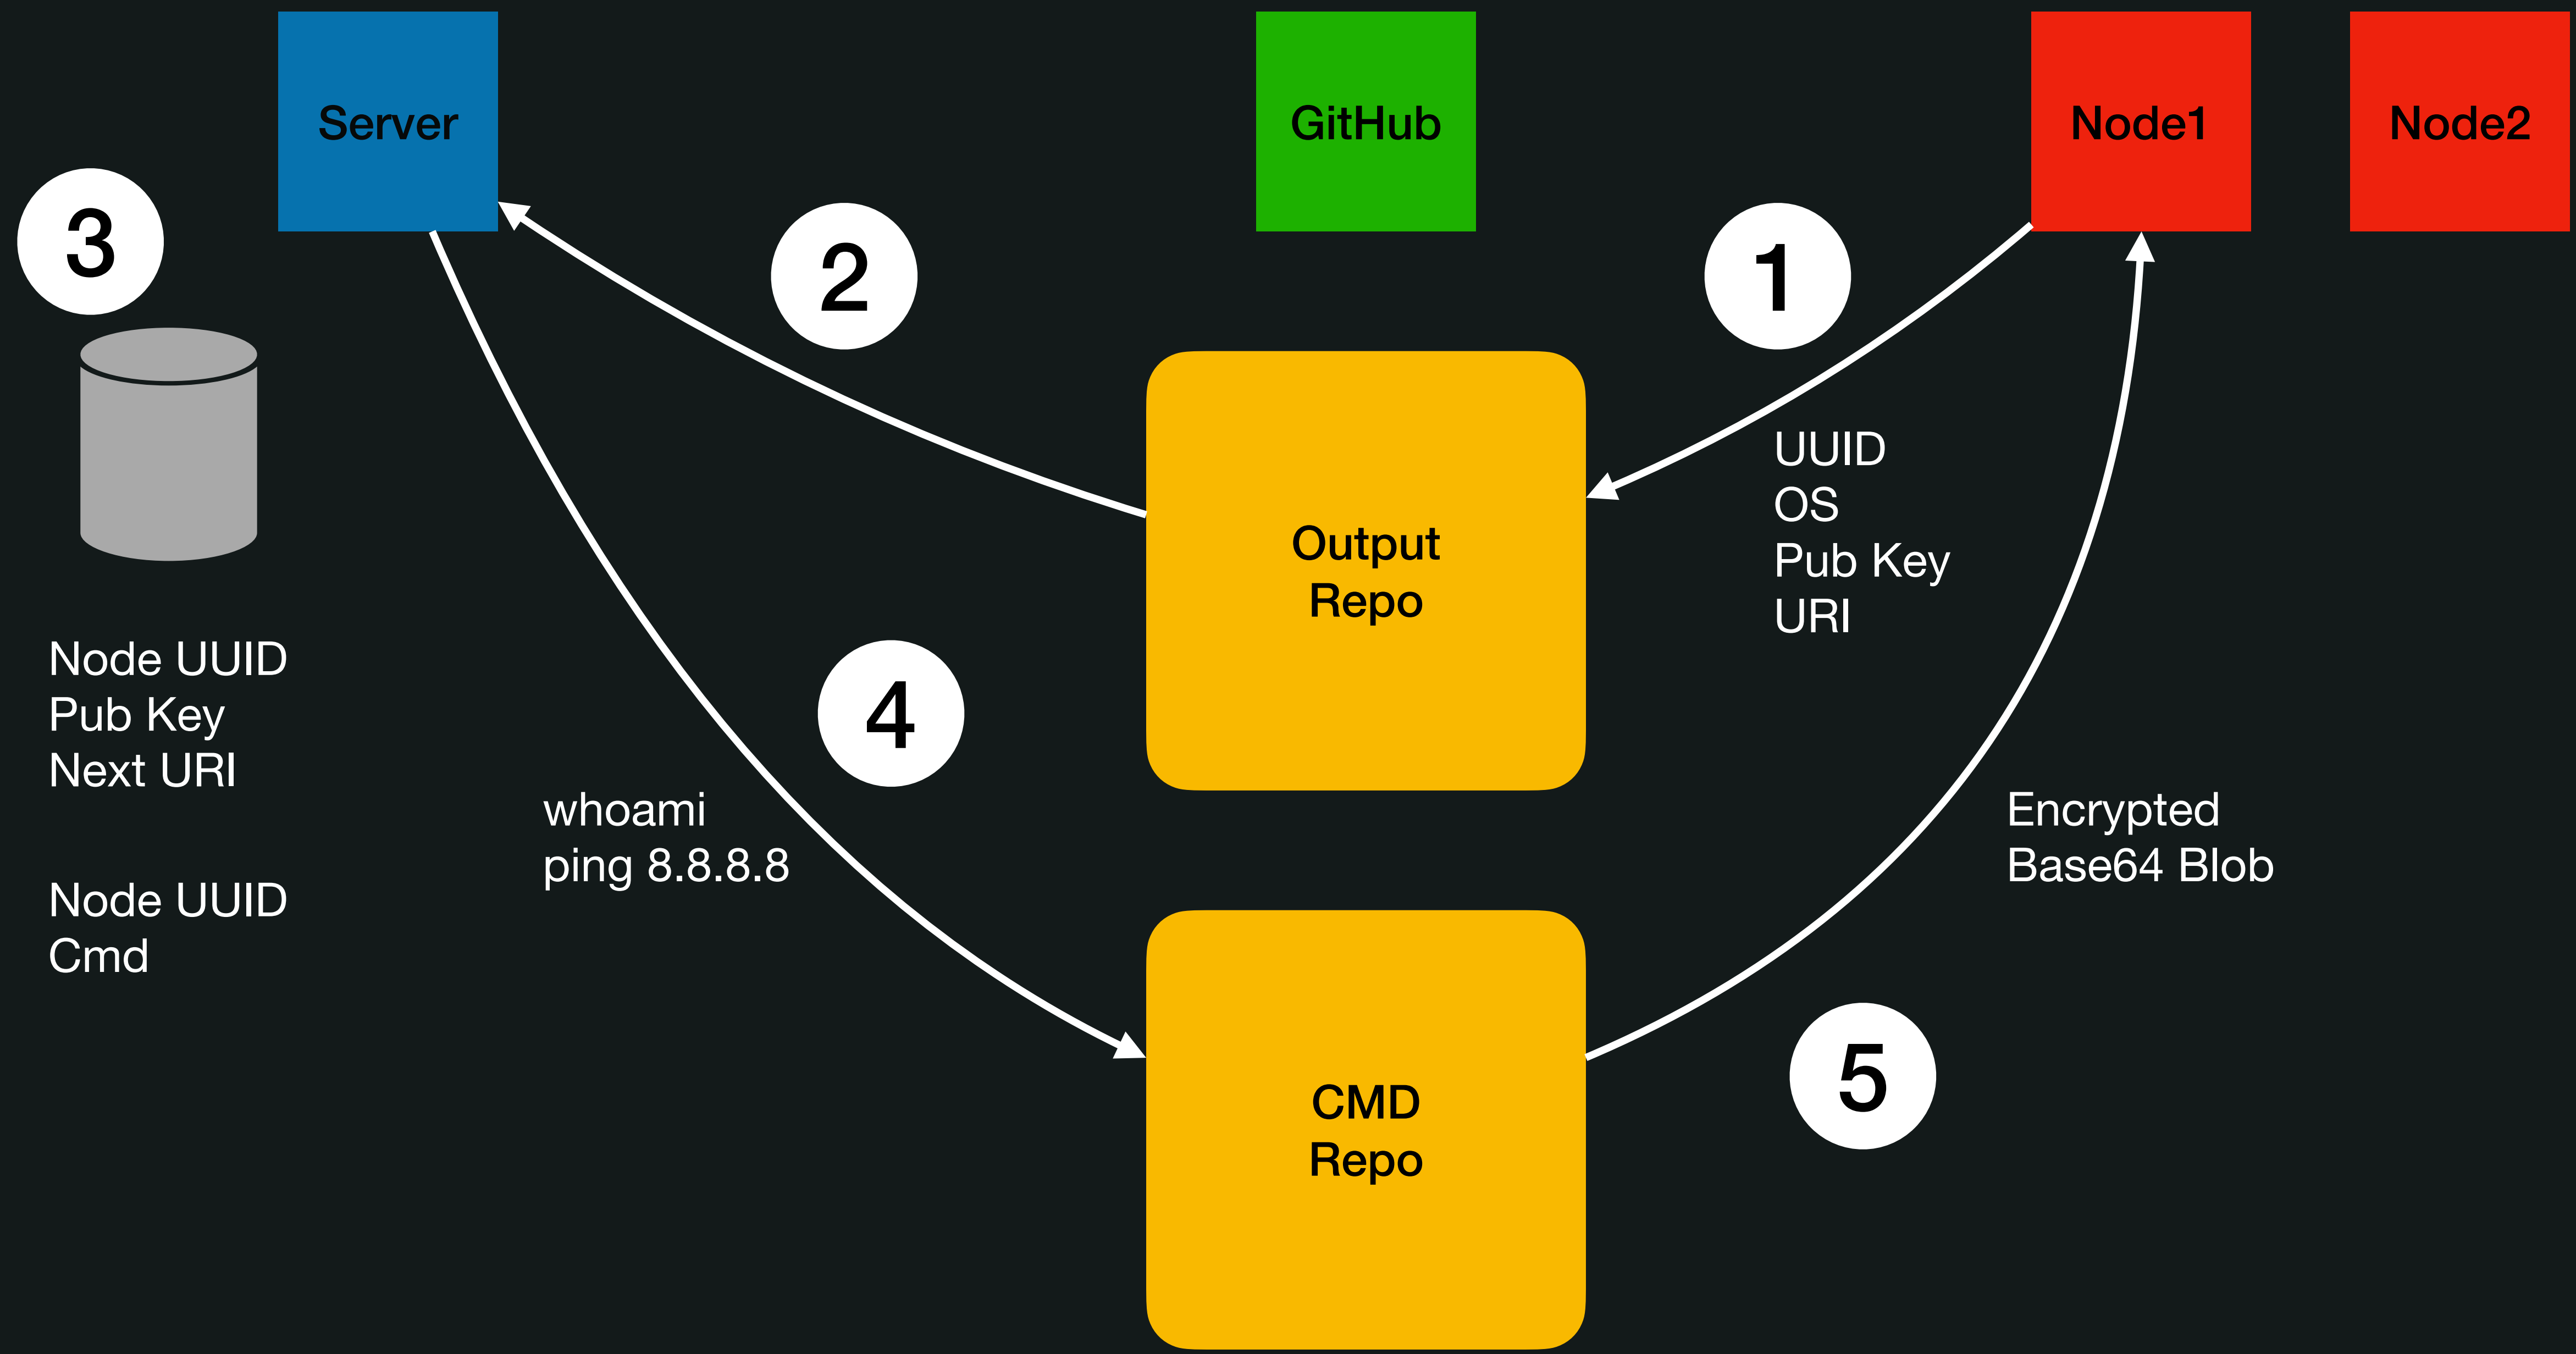 Server
GitHub
Node1
Node2
3
2
1
UUID
OS
Pub Key
URI
Output
Repo
Node UUID
Pub Key
Next URI
4
whoami
ping 8.8.8.8
Encrypted
Base64 Blob
Node UUID
Cmd
5
CMD
Repo